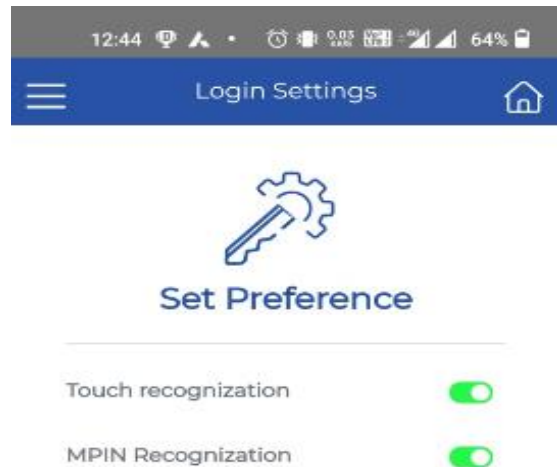 12:44 64%
Login Settings
Set Preference
Touch recognization
MPIN Recognization